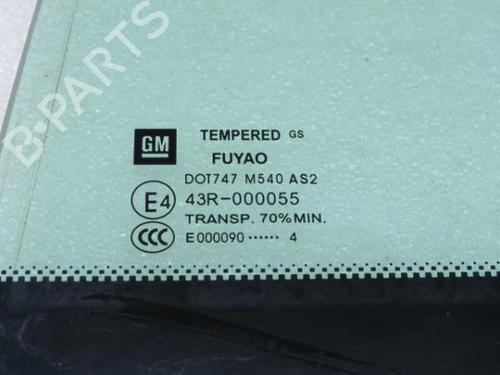 B-PARTS
GM TEMPERED GS
FUYAO
DOT747 M540 AS2
E4 43R-000055
TRANSP. 70%MIN.
CCC E000090 ······ 4